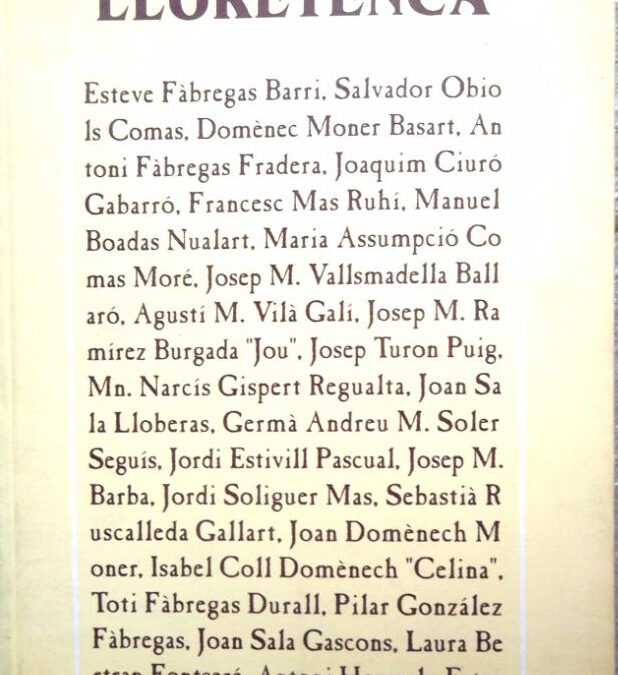 LLORETENCA
Esteve Fàbregas Barri, Salvador Obio
ls Comas, Domènec Moner Basart, An
toni Fàbregas Fradera, Joaquim Ciuró
Gabarró, Francesc Mas Ruhí, Manuel
Boadas Nualart, Maria Assumpció Co
mas Moré, Josep M. Vallsmadella Ball
aró, Agustí M. Vilà Galí, Josep M. Ra
mírez Burgada "Jou", Josep Turon Puig,
Mn. Narcís Gispert Regualta, Joan Sa
la Lloberas, Germà Andreu M. Soler
Seguís, Jordi Estivill Pascual, Josep M.
Barba, Jordi Soliguer Mas, Sebastià R
uscalleda Gallart, Joan Domènech M
oner, Isabel Coll Domènech "Celina",
Toti Fàbregas Durall, Pilar González
Fàbregas, Joan Sala Gascons, Laura Be